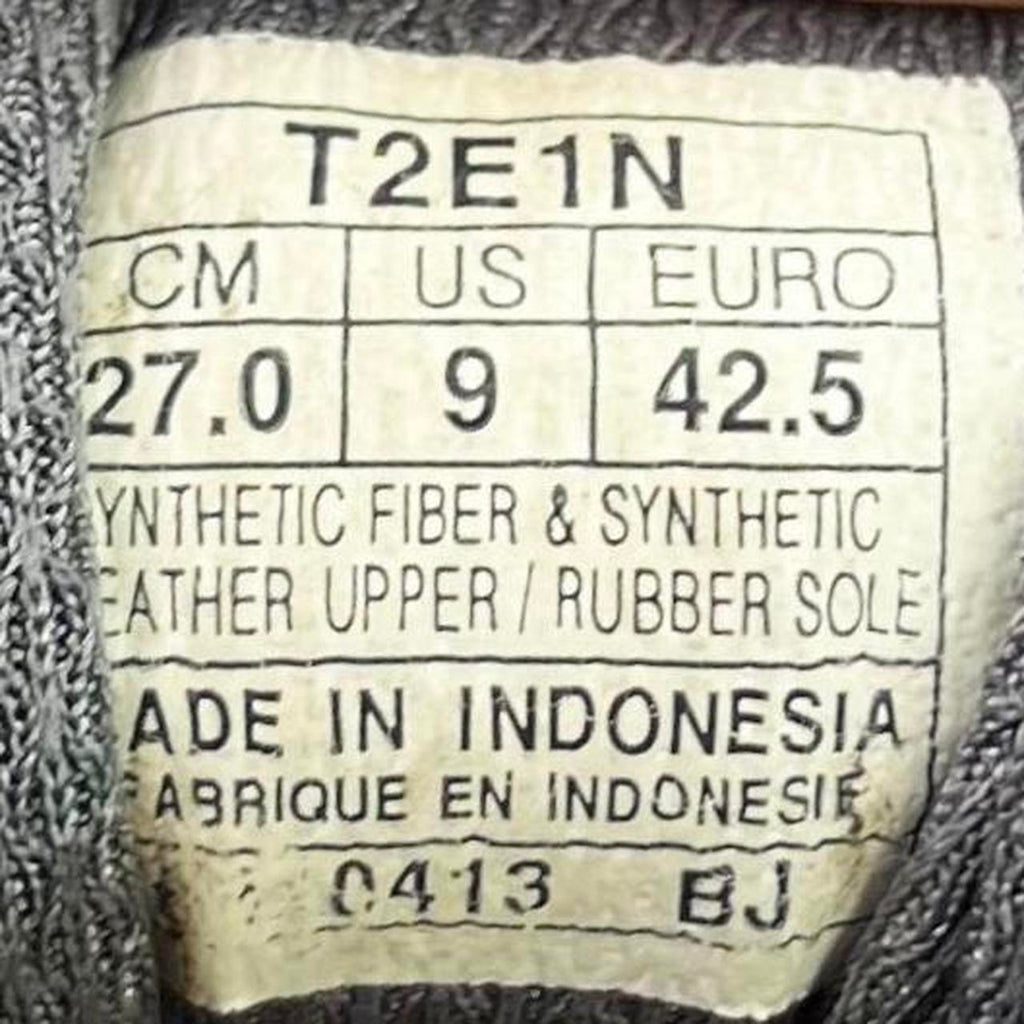 T2E1N
CM US EURO
27.0 9 42.5
YNTHETIC FIBER & SYNTHETIC
EATHER UPPER / RUBBER SOLE
ADE IN INDONESIA
FABRIQUE EN INDONESIE
0413 BJ